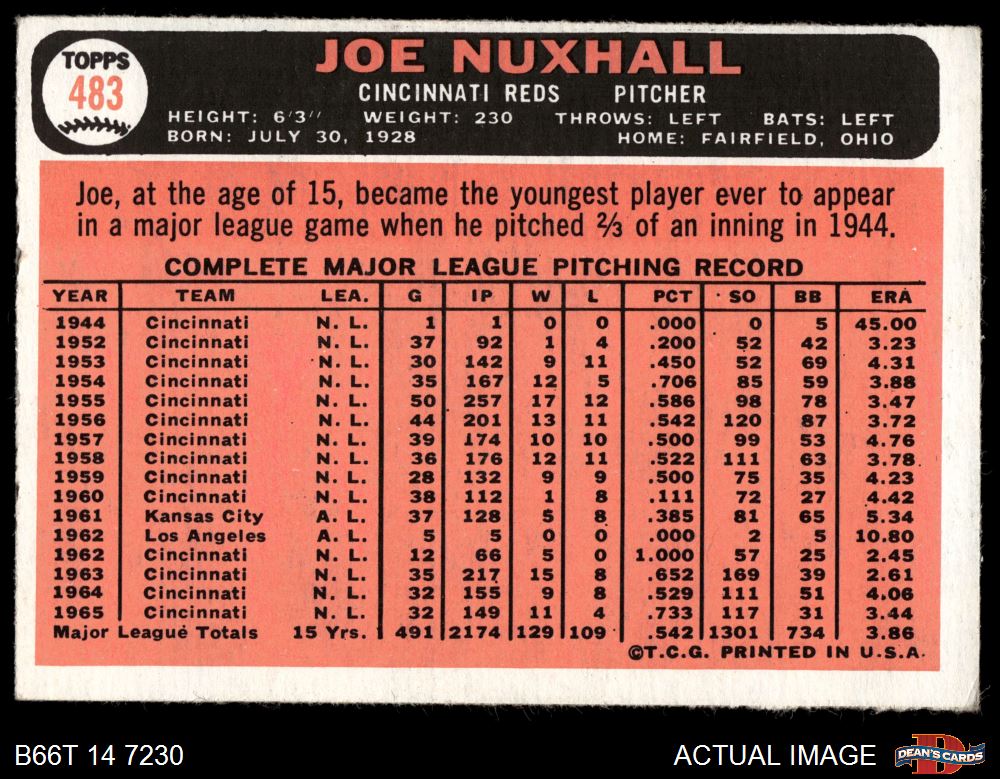 TOPPS
483
JOE NUXHALL
CINCINNATI REDS PITCHER
HEIGHT: 6'3" WEIGHT: 230 THROWS: LEFT BATS: LEFT
BORN: JULY 30, 1928 HOME: FAIRFIELD, OHIO
Joe, at the age of 15, became the youngest player ever to appear
in a major league game when he pitched ⅔ of an inning in 1944.
COMPLETE MAJOR LEAGUE PITCHING RECORD
YEAR TEAM LEA. G IP W L PCT SO BB ERA
1944 Cincinnati N. L. 1 1 0 0 .000 0 5 45.00
1952 Cincinnati N. L. 37 92 1 4 .200 52 42 3.23
1953 Cincinnati N. L. 30 142 9 11 .450 52 69 4.31
1954 Cincinnati N. L. 35 167 12 5 .706 85 59 3.88
1955 Cincinnati N. L. 50 257 17 12 .586 98 78 3.47
1956 Cincinnati N. L. 44 201 13 11 .542 120 87 3.72
1957 Cincinnati N. L. 39 174 10 10 .500 99 53 4.76
1958 Cincinnati N. L. 36 176 12 11 .522 111 63 3.78
1959 Cincinnati N. L. 28 132 9 9 .500 75 35 4.23
1960 Cincinnati N. L. 38 112 1 8 .111 72 27 4.42
1961 Kansas City A. L. 37 128 5 8 .385 81 65 5.34
1962 Los Angeles A. L. 5 5 0 0 .000 2 5 10.80
1962 Cincinnati N. L. 12 66 5 0 1.000 57 25 2.45
1963 Cincinnati N. L. 35 217 15 8 .652 169 39 2.61
1964 Cincinnati N. L. 32 155 9 8 .529 111 51 4.06
1965 Cincinnati N. L. 32 149 11 4 .733 117 31 3.44
Major League Totals 15 Yrs. 491 2174 129 109 .542 1301 734 3.86
©T.C.G. PRINTED IN U.S.A.
B66T 14 7230 ACTUAL IMAGE DEAN'S CARDS